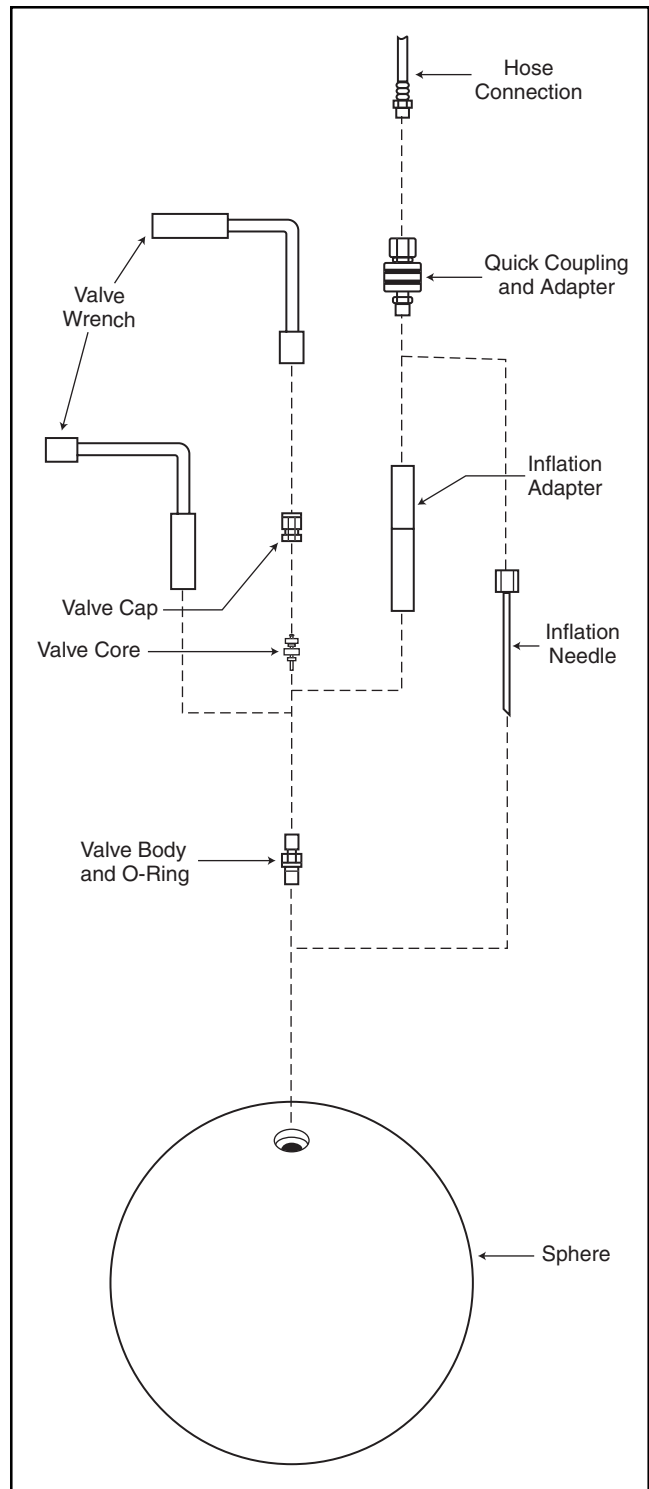 Hose
Connection
Quick Coupling
and Adapter
Valve
Wrench
Inflation
Adapter
Valve Cap
Valve Core
Inflation
Needle
Valve Body
and O-Ring
Sphere